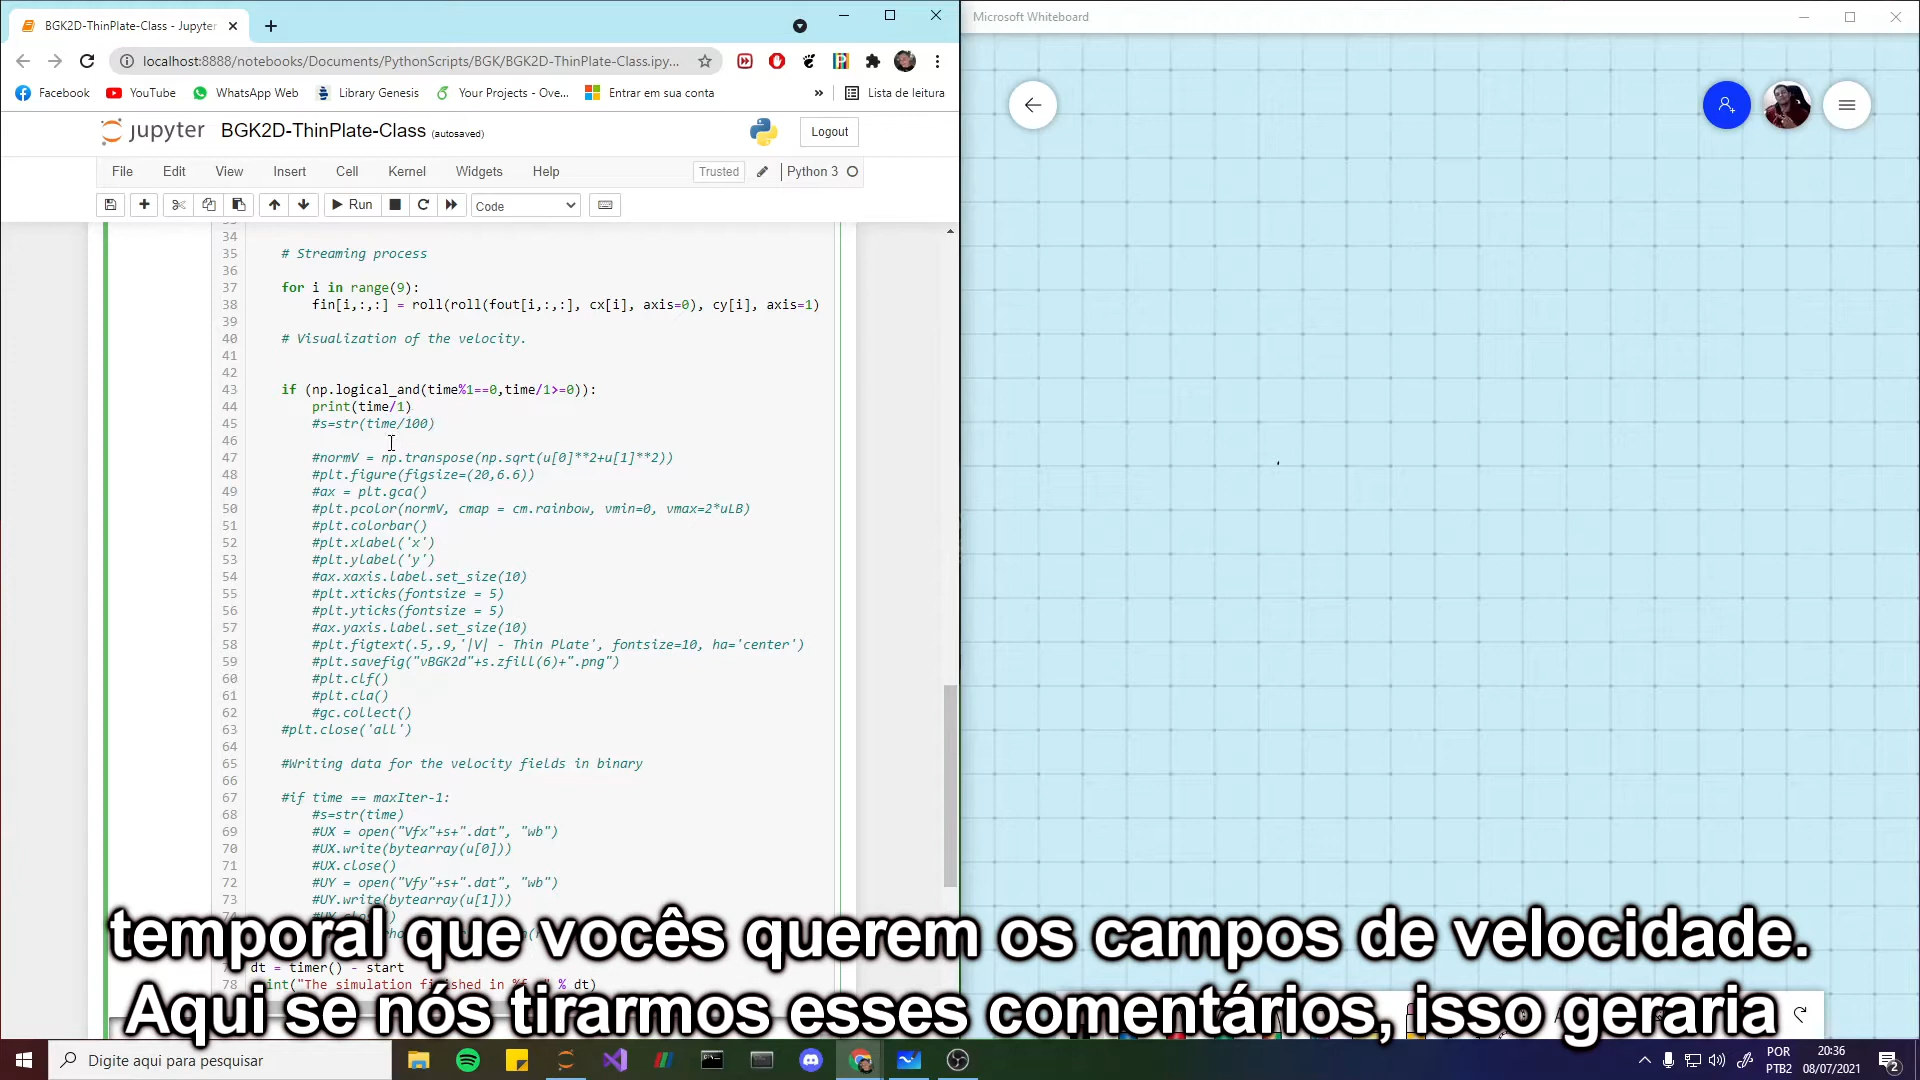 BGK2D-ThinPlate-Class - Jupyter
localhost:8888/notebooks/Documents/PythonScripts/BGK/BGK2D-ThinPlate-Class.ipy...
Facebook YouTube WhatsApp Web Library Genesis Your Projects - Ove... Entrar em sua conta » Lista de leitura
jupyter BGK2D-ThinPlate-Class (autosaved) Logout
File Edit View Insert Cell Kernel Widgets Help Trusted Python 3
Run Code
34
35 # Streaming process
36
37 for i in range(9):
38 fin[i,:,:] = roll(roll(fout[i,:,:], cx[i], axis=0), cy[i], axis=1)
39
40 # Visualization of the velocity.
41
42
43 if (np.logical_and(time%1==0,time/1>=0)):
44 print(time/1)
45 #s=str(time/100)
46
47 #normV = np.transpose(np.sqrt(u[0]**2+u[1]**2))
48 #plt.figure(figsize=(20,6.6))
49 #ax = plt.gca()
50 #plt.pcolor(normV, cmap = cm.rainbow, vmin=0, vmax=2*uLB)
51 #plt.colorbar()
52 #plt.xlabel('x')
53 #plt.ylabel('y')
54 #ax.xaxis.label.set_size(10)
55 #plt.xticks(fontsize = 5)
56 #plt.yticks(fontsize = 5)
57 #ax.yaxis.label.set_size(10)
58 #plt.figtext(.5,.9,'|V| - Thin Plate', fontsize=10, ha='center')
59 #plt.savefig("vBGK2d"+s.zfill(6)+".png")
60 #plt.clf()
61 #plt.cla()
62 #gc.collect()
63 #plt.close('all')
64
65 #Writing data for the velocity fields in binary
66
67 #if time == maxIter-1:
68 #s=str(time)
69 #UX = open("Vfx"+s+".dat", "wb")
70 #UX.write(bytearray(u[0]))
71 #UX.close()
72 #UY = open("Vfy"+s+".dat", "wb")
73 #UY.write(bytearray(u[1]))
dt = timer() - start
78
Microsoft Whiteboard
temporal que vocês querem os campos de velocidade.
Aqui se nós tirarmos esses comentários, isso geraria
Digite aqui para pesquisar
POR
PTB2
20:36
08/07/2021
2